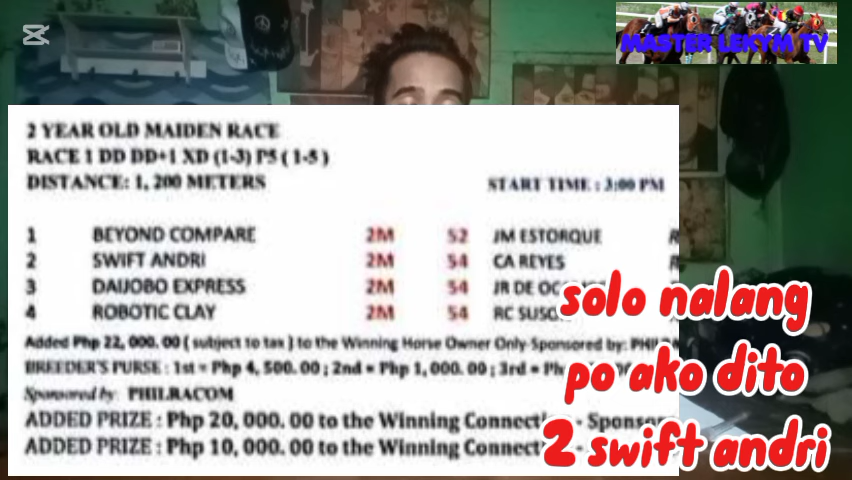 MASTER LEKYM TV
2 YEAR OLD MAIDEN RACE
RACE 1 DD DD+1 XD (1-3) P5 (1-5)
DISTANCE: 1, 200 METERS START TIME : 3:00 PM
1 BEYOND COMPARE 2M 52 JM ESTORQUE
2 SWIFT ANDRI 2M 54 CA REYES
3 DAIJOBO EXPRESS 2M 54 JR DE
4 ROBOTIC CLAY 2M 54 RC
Added Php 22, 000. 00 ( subject to tax ) to the Winning Horse Owner Only-Sponsored by:
BREEDER'S PURSE : 1st = Php 4, 500. 00 ; 2nd = Php 1, 000. 00 ; 3rd =
Sponsored by: PHILRACOM
ADDED PRIZE : Php 20, 000. 00 to the Winning
ADDED PRIZE : Php 10, 000. 00 to the Winning
solo nalang
po ako dito
2 swift andri